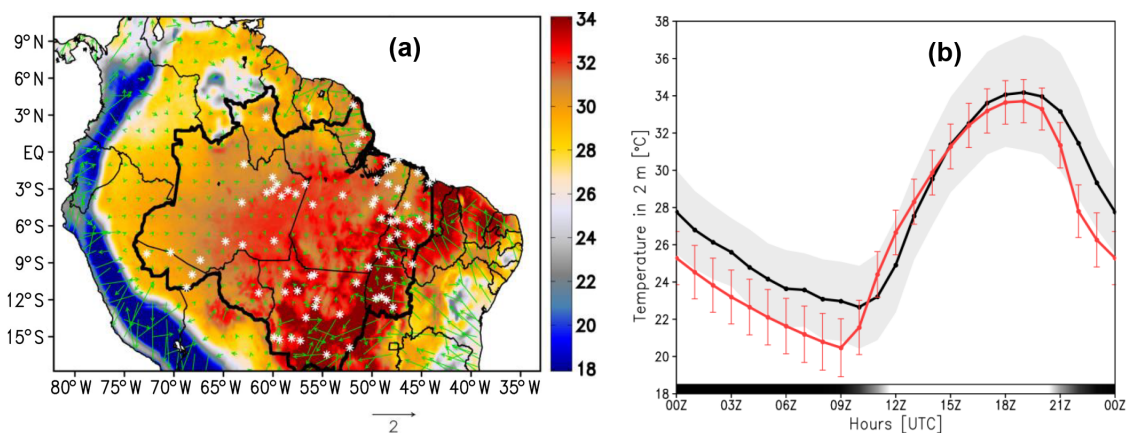 (a)
9°N
6°N
3°N
EQ
3°S
6°S
9°S
12°S
15°S
80°W 75°W 70°W 65°W 60°W 55°W 50°W 45°W 40°W 35°W
2
34
32
30
28
26
24
22
20
18
(b)
Temperature in 2 m [°C]
38
36
34
32
30
28
26
24
22
20
18
00Z 03Z 06Z 09Z 12Z 15Z 18Z 21Z 00Z
Hours [UTC]